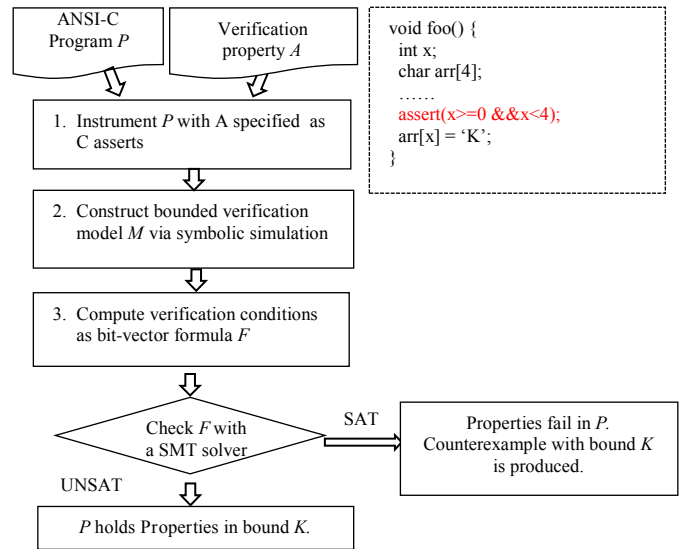 ANSI-C
Program P
Verification
property A
void foo() {
int x;
char arr[4];
……
assert(x>=0 &&x<4);
arr[x] = ‘K’;
}
1. Instrument P with A specified as
C asserts
2. Construct bounded verification
model M via symbolic simulation
3. Compute verification conditions
as bit-vector formula F
Check F with
a SMT solver
SAT
Properties fail in P.
Counterexample with bound K
is produced.
UNSAT
P holds Properties in bound K.